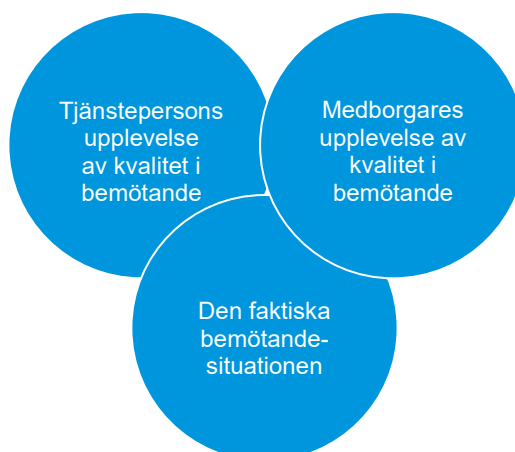 Tjänstepersons
upplevelse
av kvalitet i
bemötande
Medborgares
upplevelse av
kvalitet i
bemötande
Den faktiska
bemötande-
situationen